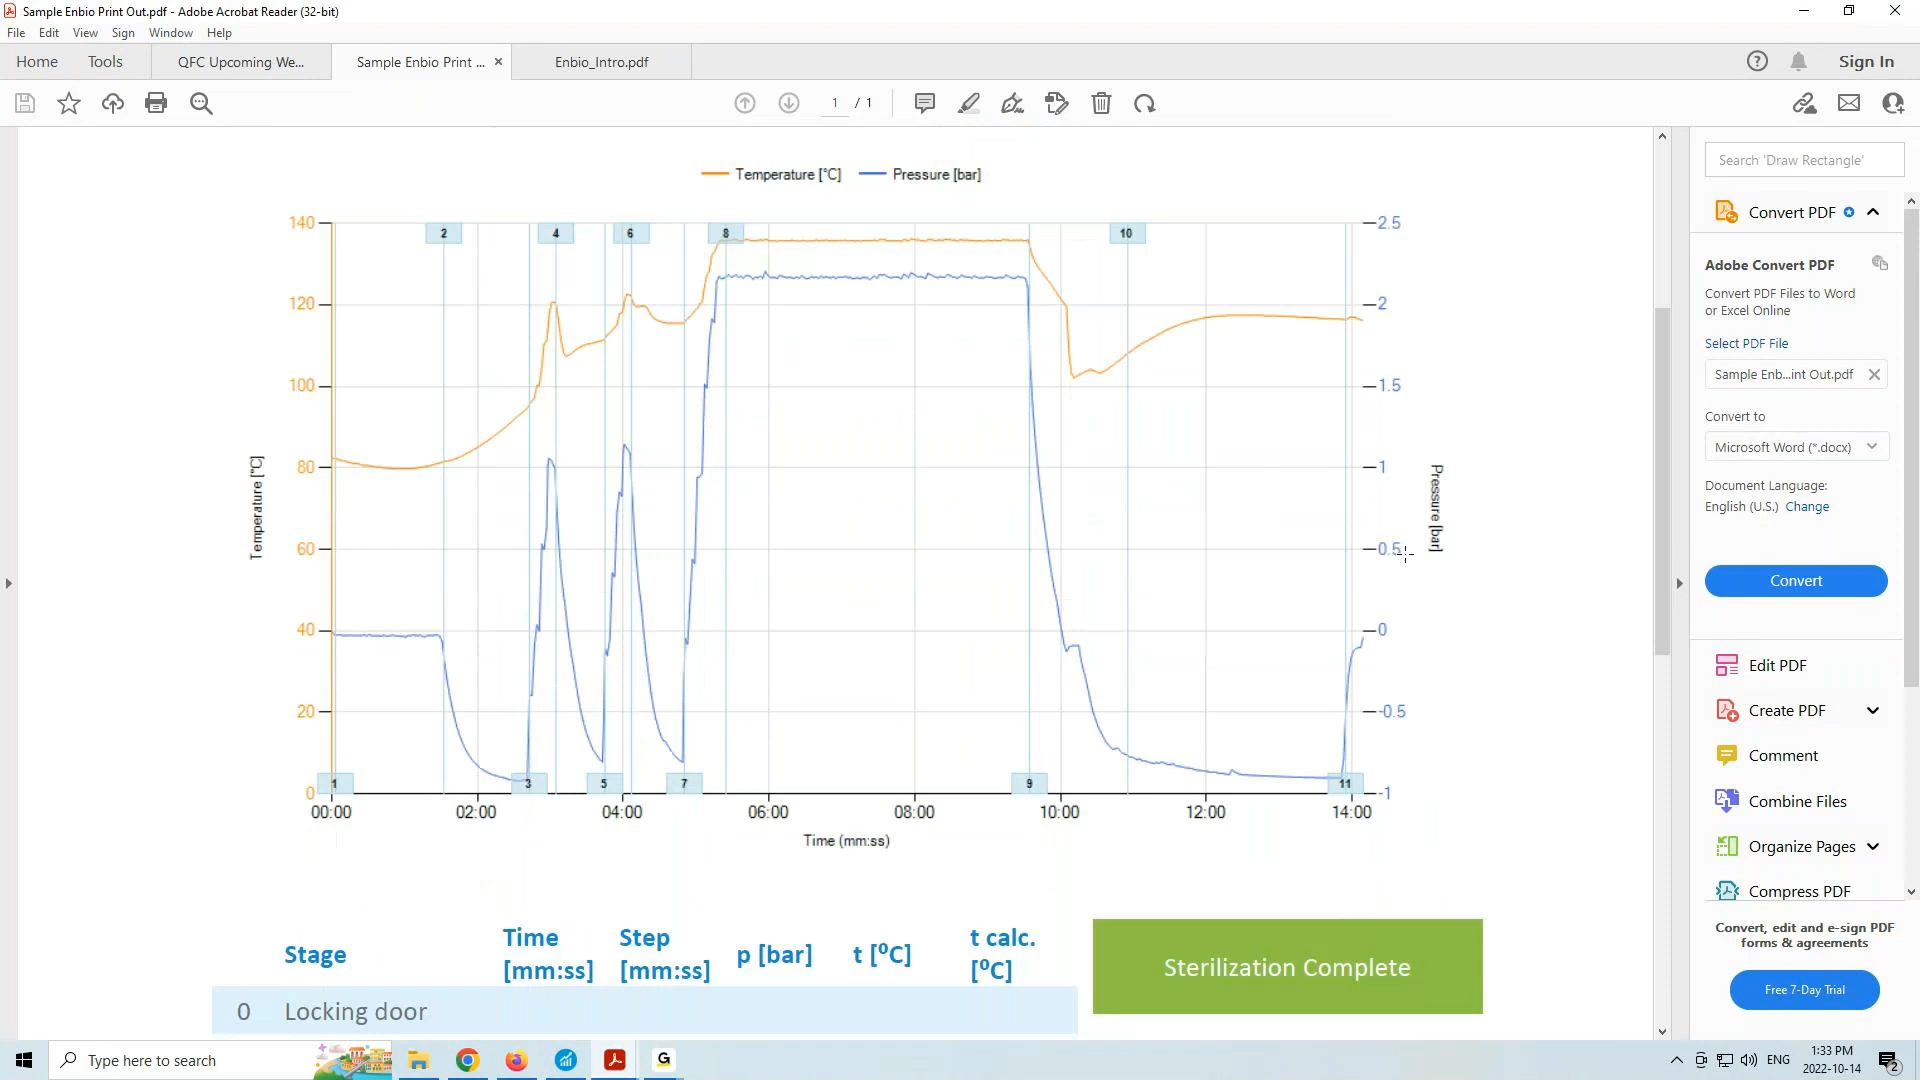 Sample Enbio Print Out.pdf - Adobe Acrobat Reader (32-bit)
File Edit View Sign Window Help
Home Tools QFC Upcoming We... Sample Enbio Print ... × Enbio_Intro.pdf Sign In
1 / 1
Search 'Draw Rectangle'
Convert PDF
Adobe Convert PDF
Convert PDF Files to Word
or Excel Online
Select PDF File
Sample Enb...int Out.pdf
Convert to
Microsoft Word (*.docx)
Document Language:
English (U.S.) Change
Convert
Edit PDF
Create PDF
Comment
Combine Files
Organize Pages
Compress PDF
Convert, edit and e-sign PDF
forms & agreements
Free 7-Day Trial
Temperature [°C] Pressure [bar]
140 2.5
2 4 6 8 10
120 2
100 1.5
80 1
Temperature [°C]
Pressure [bar]
60 0.5
40 0
20 -0.5
1 3 5 7 9 11
0 -1
00:00 02:00 04:00 06:00 08:00 10:00 12:00 14:00
Time (mm:ss)
Stage Time [mm:ss] Step [mm:ss] p [bar] t [⁰C] t calc. [⁰C]
Sterilization Complete
0 Locking door
Type here to search
G
ENG
1:33 PM
2022-10-14
2